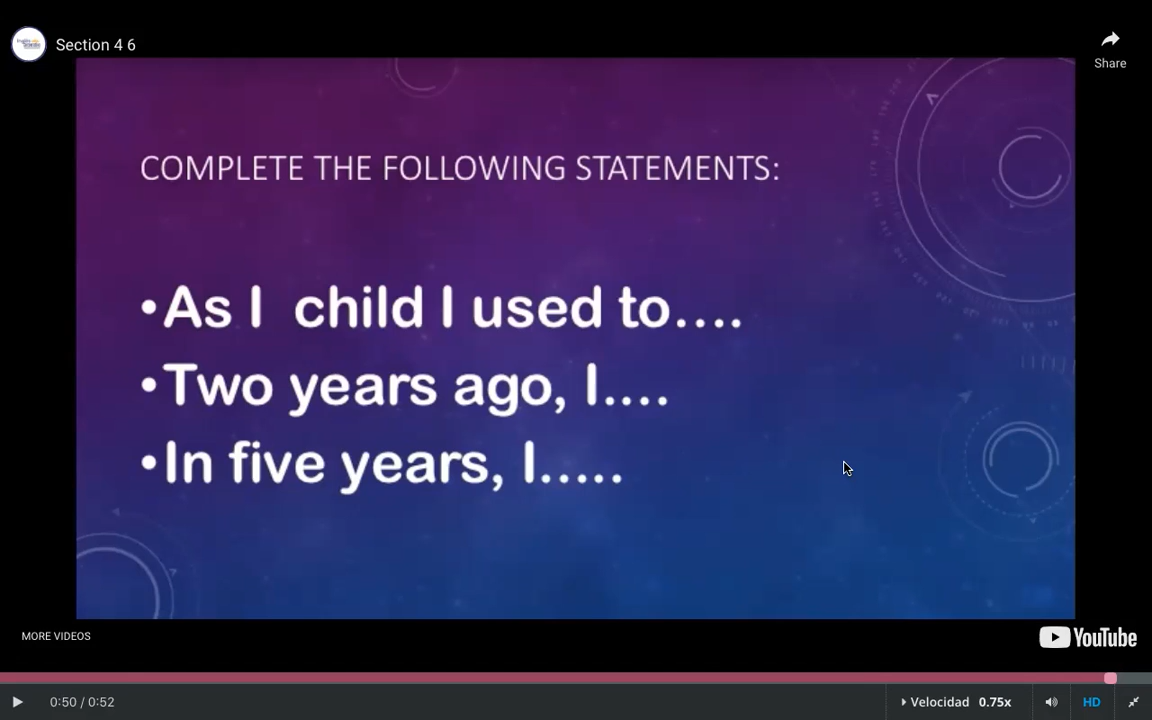 Section 4 6
Share
COMPLETE THE FOLLOWING STATEMENTS:
•As I  child I used to....
•Two years ago, I....
•In five years, I.....
MORE VIDEOS
YouTube
0:50 / 0:52
Velocidad 0.75x
HD